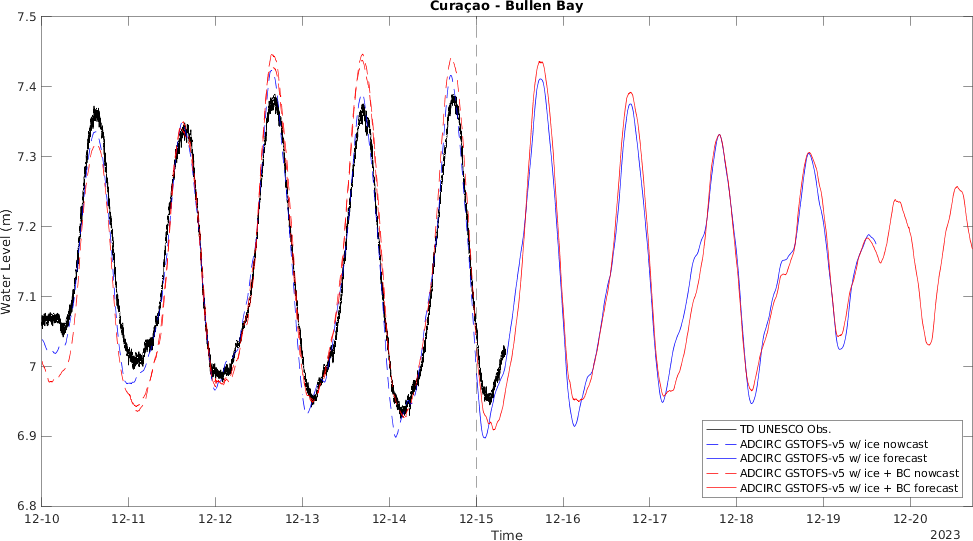 Curaçao - Bullen Bay
7.5
7.4
7.3
7.2
7.1
7
6.9
6.8
Water Level (m)
12-10 12-11 12-12 12-13 12-14 12-15 12-16 12-17 12-18 12-19 12-20
Time
2023
TD UNESCO Obs.
ADCIRC GSTOFS-v5 w/ ice nowcast
ADCIRC GSTOFS-v5 w/ ice forecast
ADCIRC GSTOFS-v5 w/ ice + BC nowcast
ADCIRC GSTOFS-v5 w/ ice + BC forecast